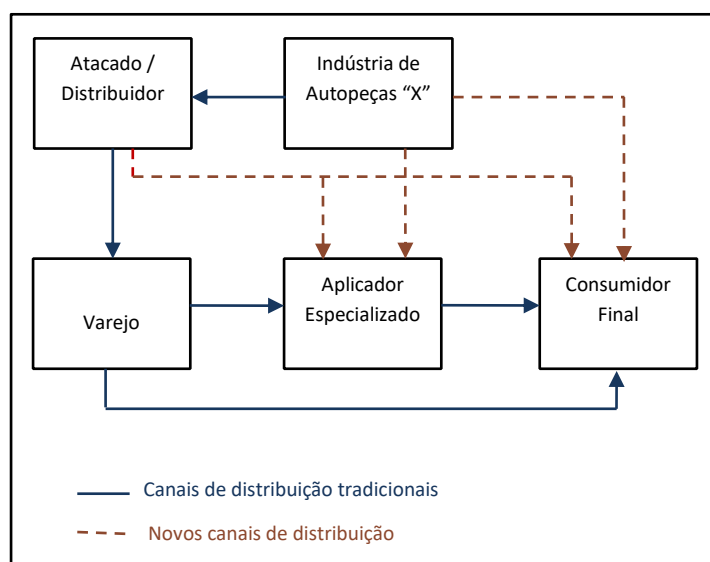 Atacado /
Distribuidor
Indústria de
Autopeças “X”
Varejo
Aplicador
Especializado
Consumidor
Final
Canais de distribuição tradicionais
Novos canais de distribuição